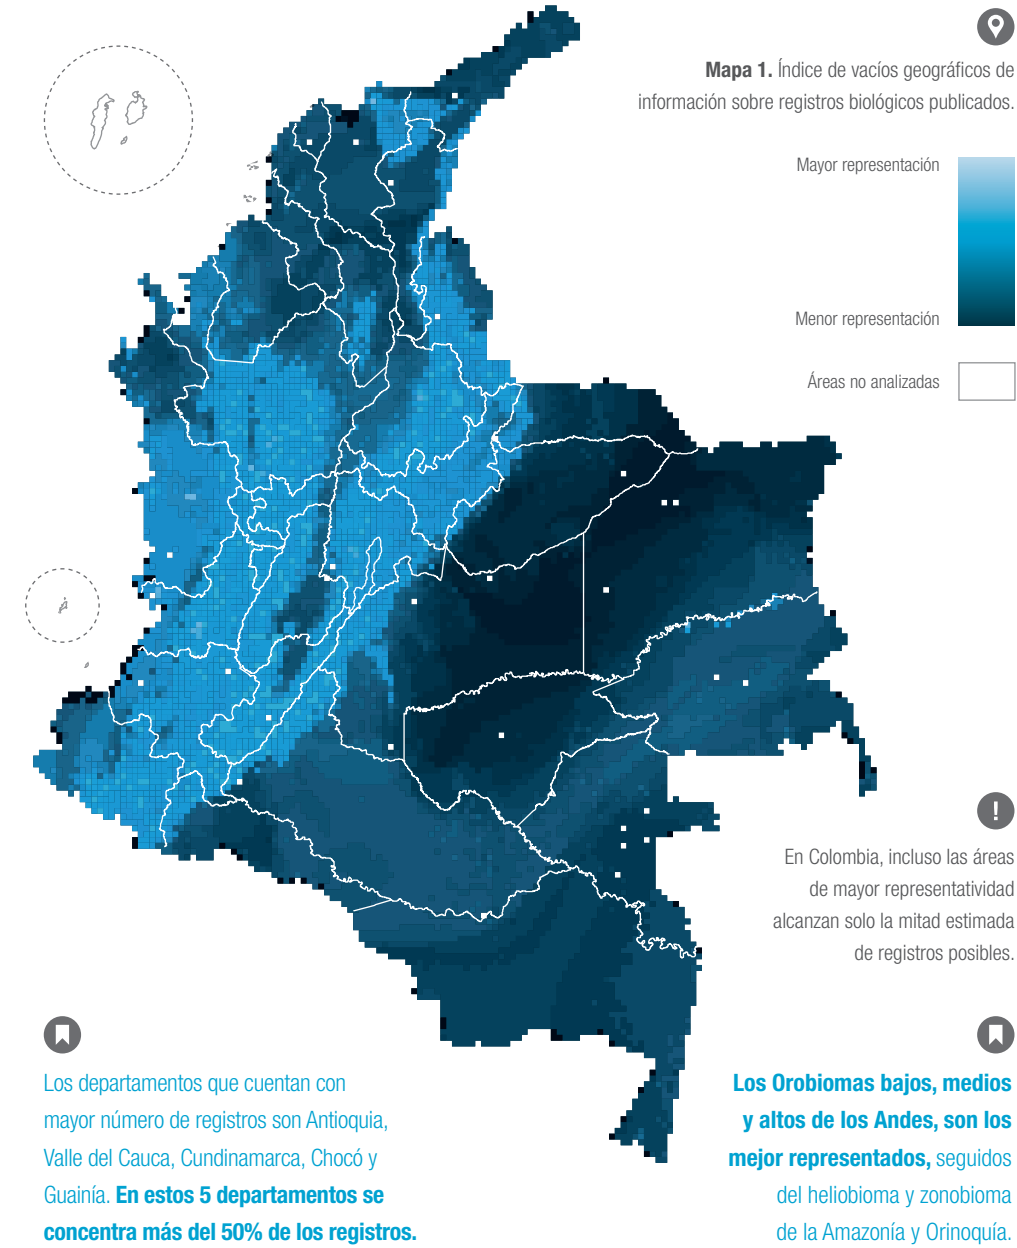 Mapa 1. Índice de vacíos geográficos de
información sobre registros biológicos publicados.
Mayor representación
Menor representación
Áreas no analizadas
!
En Colombia, incluso las áreas
de mayor representatividad
alcanzan solo la mitad estimada
de registros posibles.
Los departamentos que cuentan con
mayor número de registros son Antioquia,
Valle del Cauca, Cundinamarca, Chocó y
Guainía. En estos 5 departamentos se
concentra más del 50% de los registros.
Los Orobiomas bajos, medios
y altos de los Andes, son los
mejor representados, seguidos
del heliobioma y zonobioma
de la Amazonía y Orinoquía.